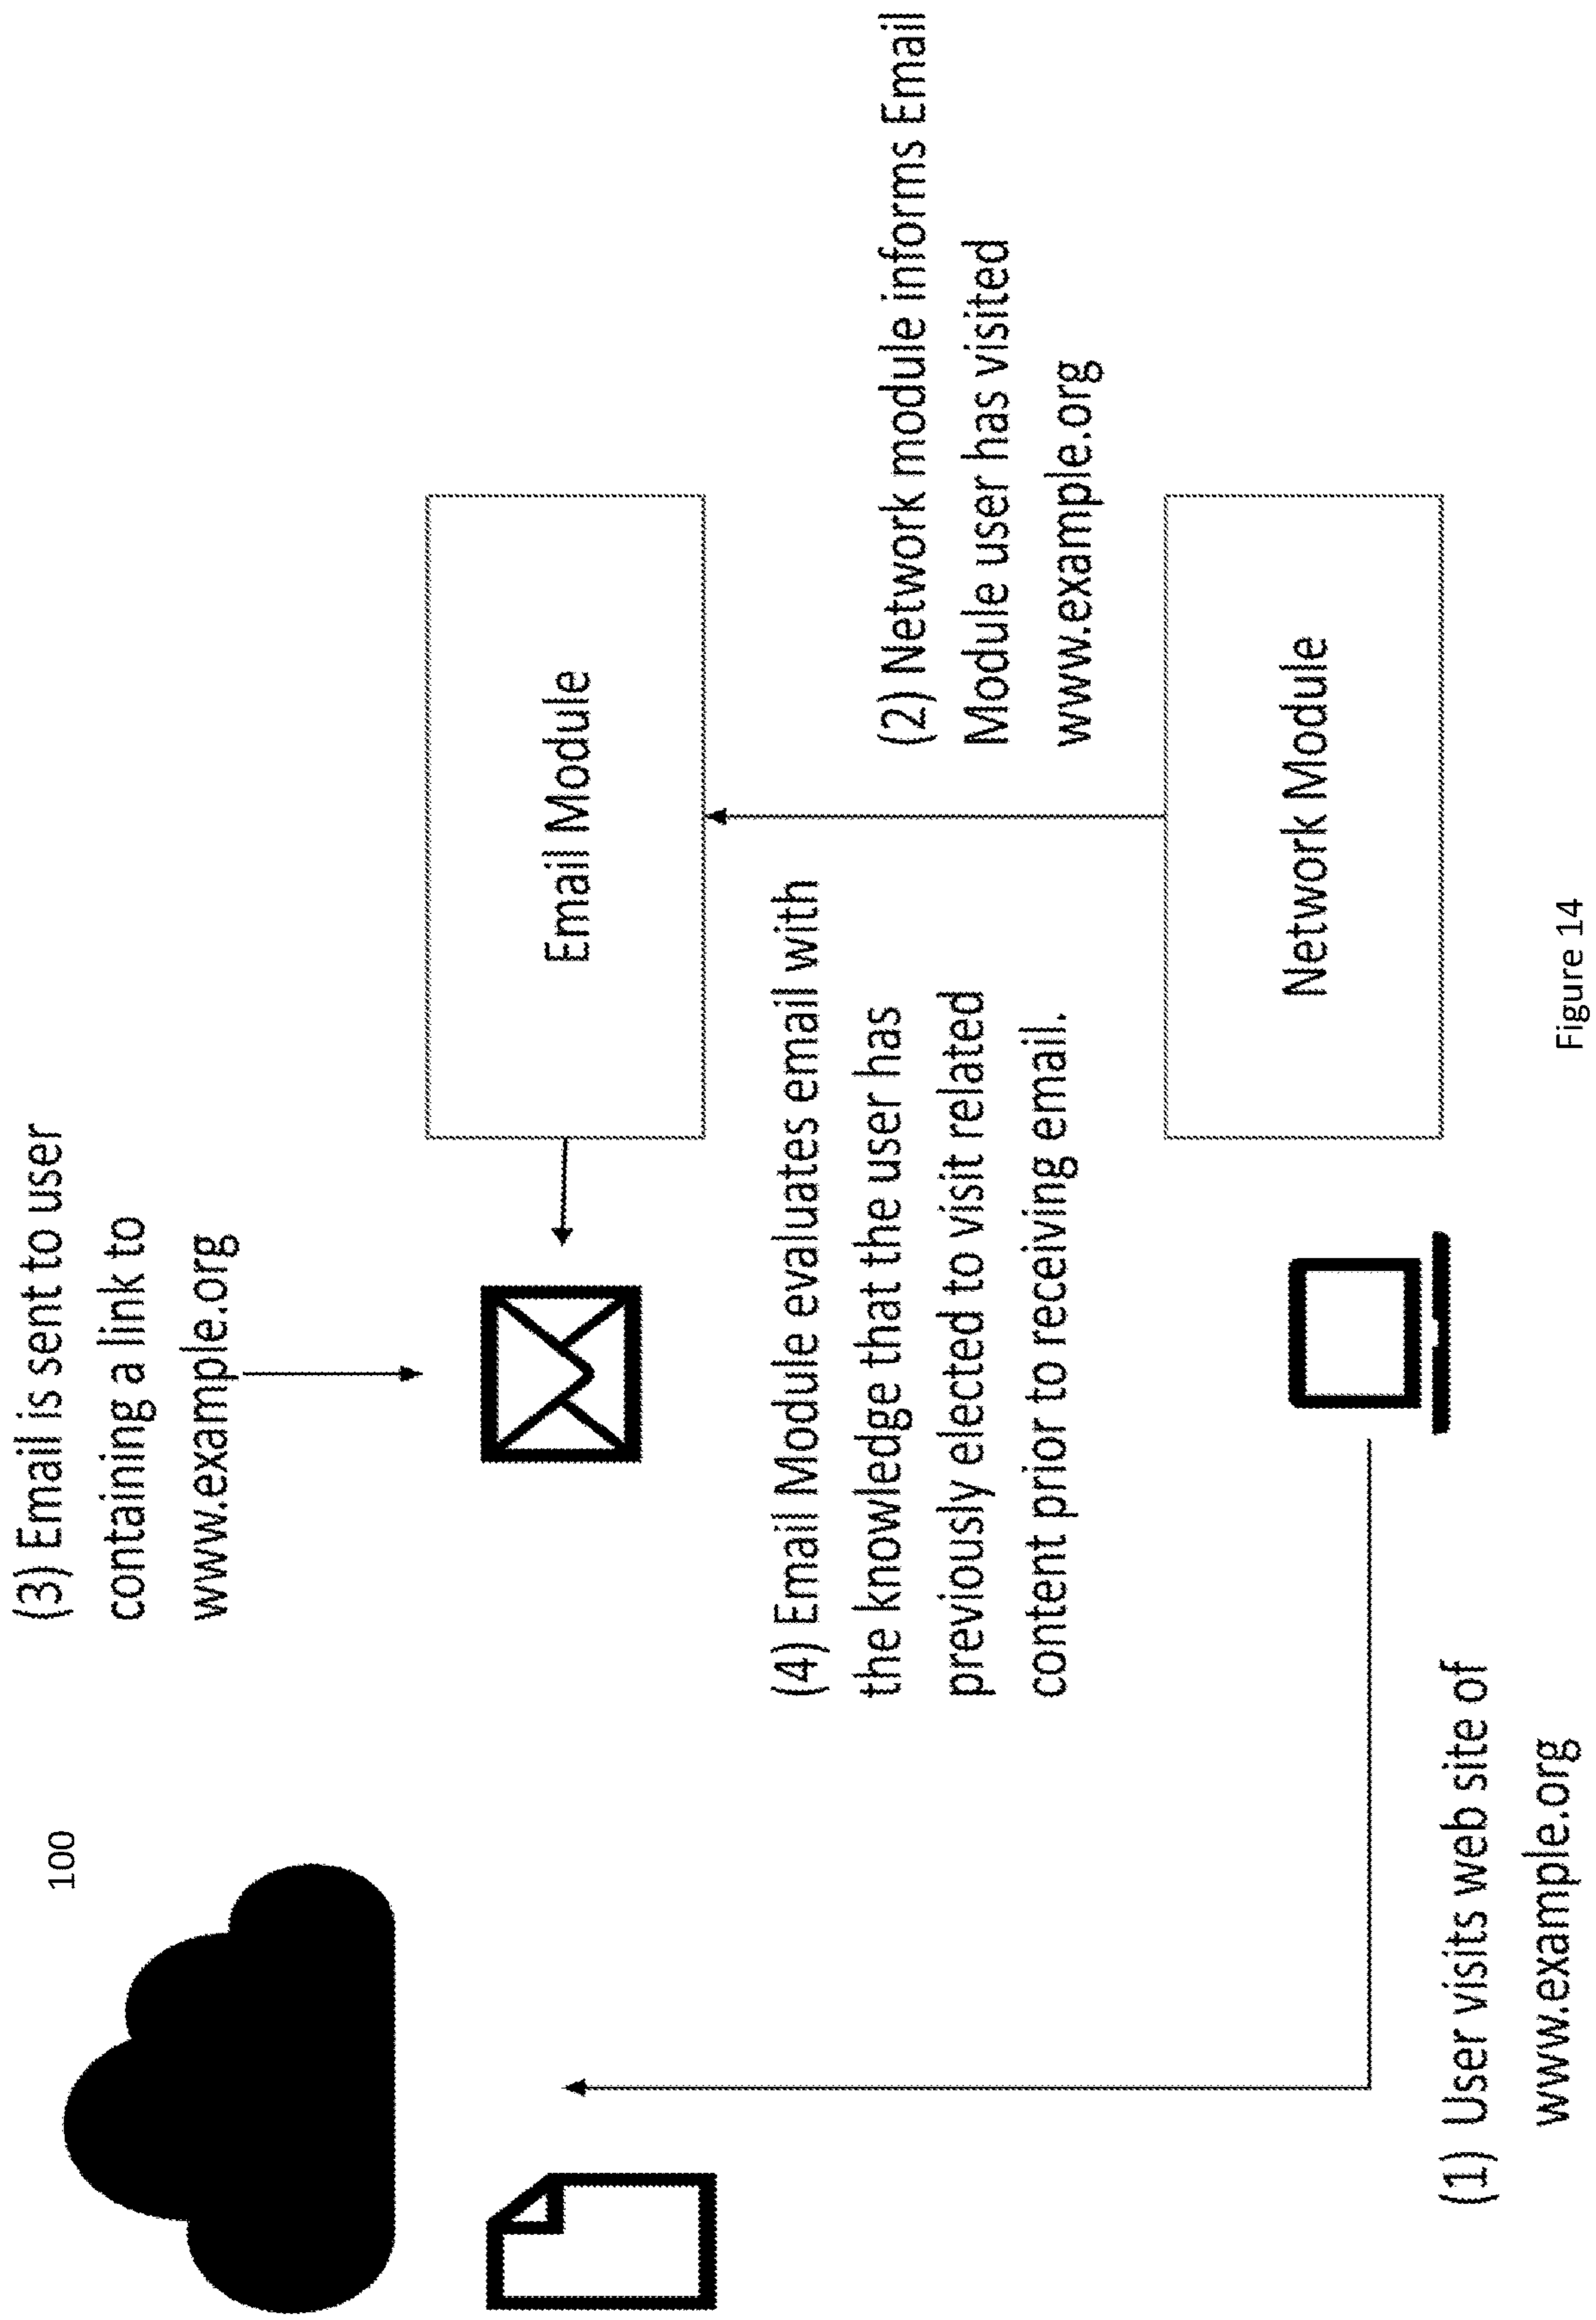 100
(3) Email is sent to user
containing a link to
www.example.org
Email Module
(4) Email Module evaluates email with
the knowledge that the user has
previously elected to visit related
content prior to receiving email.
(2) Network module informs Email
Module user has visited
www.example.org
(1) User visits web site of
www.example.org
Network Module
Figure 14